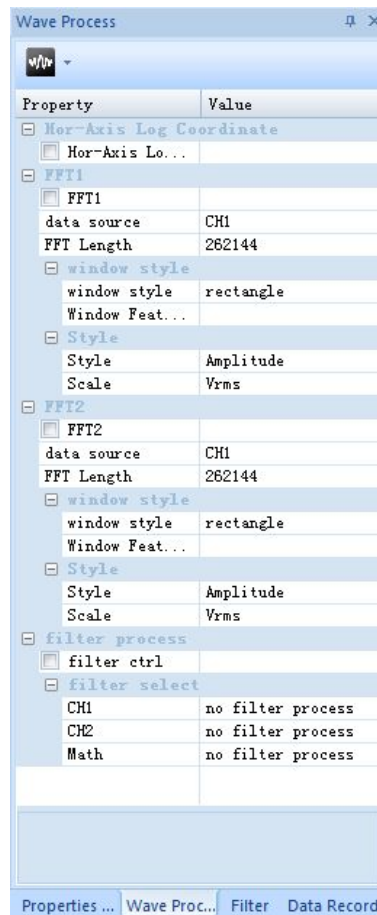 Wave Process
Property Value
Hor-Axis Log Coordinate
Hor-Axis Lo...
FFT1
FFT1
data source CH1
FFT Length 262144
window style
window style rectangle
Window Feat...
Style
Style Amplitude
Scale Vrms
FFT2
FFT2
data source CH1
FFT Length 262144
window style
window style rectangle
Window Feat...
Style
Style Amplitude
Scale Vrms
filter process
filter ctrl
filter select
CH1 no filter process
CH2 no filter process
Math no filter process
Properties ... Wave Proc... Filter Data Record